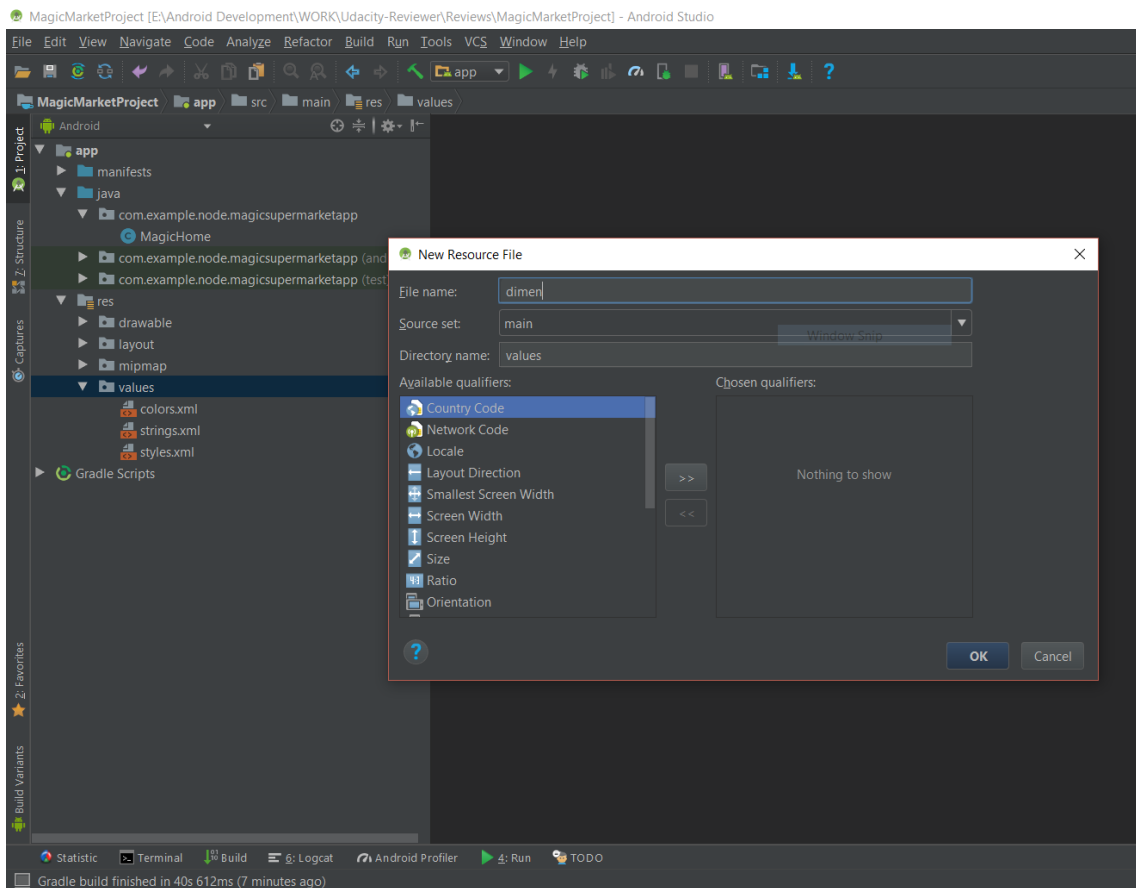 MagicMarketProject [E:\Android Development\WORK\Udacity-Reviewer\Reviews\MagicMarketProject] - Android Studio
File Edit View Navigate Code Analyze Refactor Build Run Tools VCS Window Help
app
MagicMarketProject app src main res values
1: Project
7: Structure
Captures
2: Favorites
Build Variants
Android
app
manifests
java
com.example.node.magicsupermarketapp
MagicHome
com.example.node.magicsupermarketapp (and
com.example.node.magicsupermarketapp (test
res
drawable
layout
mipmap
values
colors.xml
strings.xml
styles.xml
Gradle Scripts
New Resource File
File name: dimen
Source set: main
Window Snip
Directory name: values
Available qualifiers: Chosen qualifiers:
Country Code
Network Code
Locale
Layout Direction
Smallest Screen Width
Screen Width
Screen Height
Size
Ratio
Orientation
>>
<<
Nothing to show
? OK Cancel
Statistic Terminal Build 6: Logcat Android Profiler 4: Run TODO
Gradle build finished in 40s 612ms (7 minutes ago)